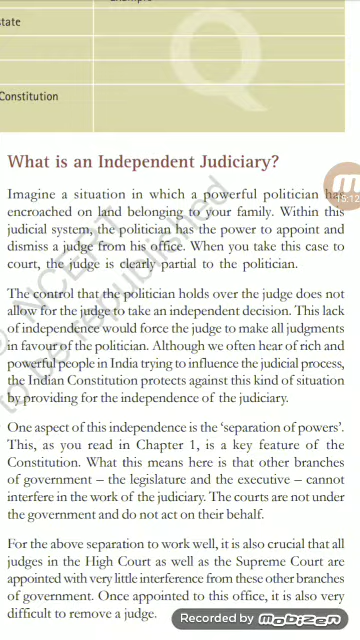 Example
state
Q
Constitution
What is an Independent Judiciary?
Imagine a situation in which a powerful politician has
encroached on land belonging to your family. Within this
judicial system, the politician has the power to appoint and
dismiss a judge from his office. When you take this case to
court, the judge is clearly partial to the politician.
The control that the politician holds over the judge does not
allow for the judge to take an independent decision. This lack
of independence would force the judge to make all judgments
in favour of the politician. Although we often hear of rich and
powerful people in India trying to influence the judicial process,
the Indian Constitution protects against this kind of situation
by providing for the independence of the judiciary.
One aspect of this independence is the ‘separation of powers’.
This, as you read in Chapter 1, is a key feature of the
Constitution. What this means here is that other branches
of government – the legislature and the executive – cannot
interfere in the work of the judiciary. The courts are not under
the government and do not act on their behalf.
For the above separation to work well, it is also crucial that all
judges in the High Court as well as the Supreme Court are
appointed with very little interference from these other branches
of government. Once appointed to this office, it is also very
difficult to remove a judge.
© NCERT
to be republished
15:12
Recorded by mobizen